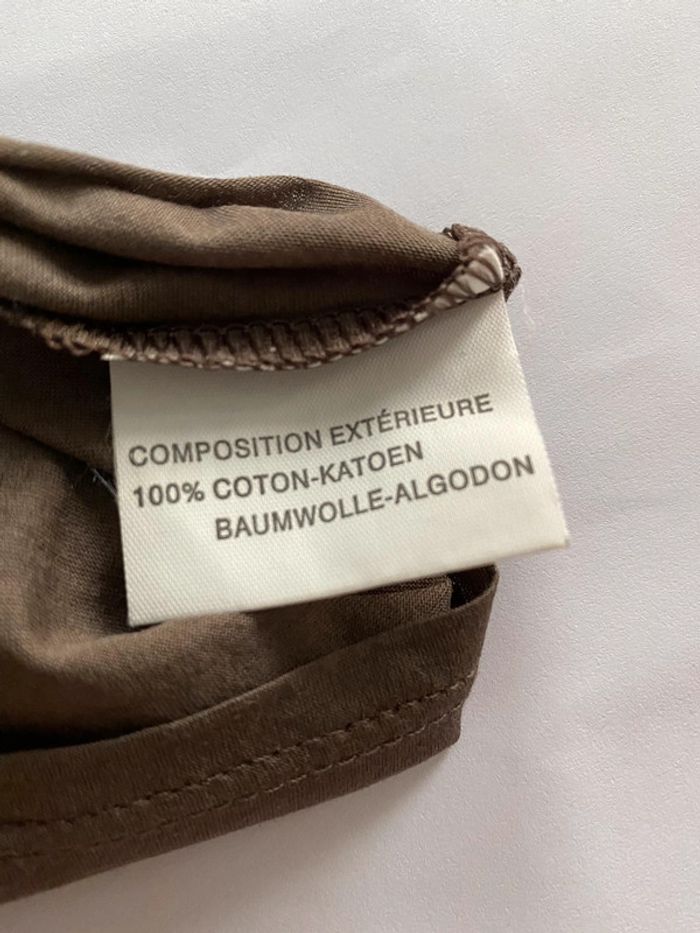 COMPOSITION EXTÉRIEURE
100% COTON-KATOEN
BAUMWOLLE-ALGODON